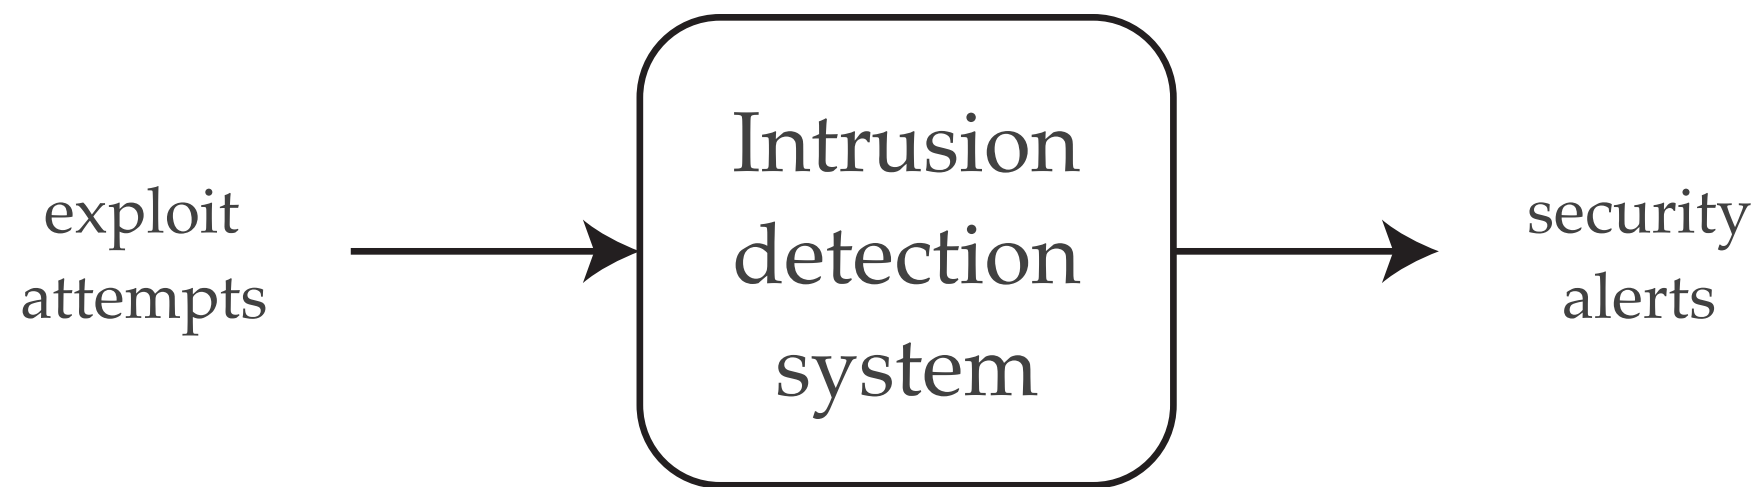 exploit
attempts
Intrusion
detection
system
security
alerts